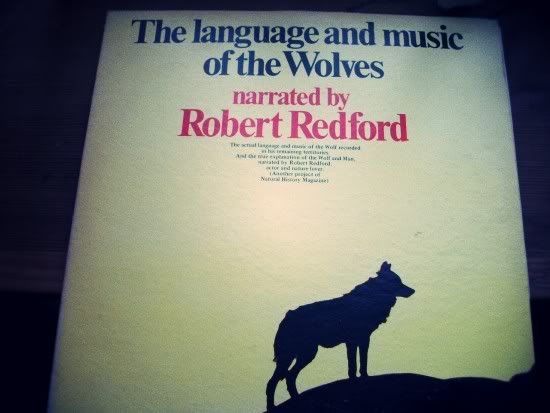 The language and music
of the Wolves
narrated by
Robert Redford
The actual language and music of the Wolf recorded
in his remaining territories.
And the true explanation of the Wolf and Man,
narrated by Robert Redford,
actor and nature lover.
(Another project of
Natural History Magazine)